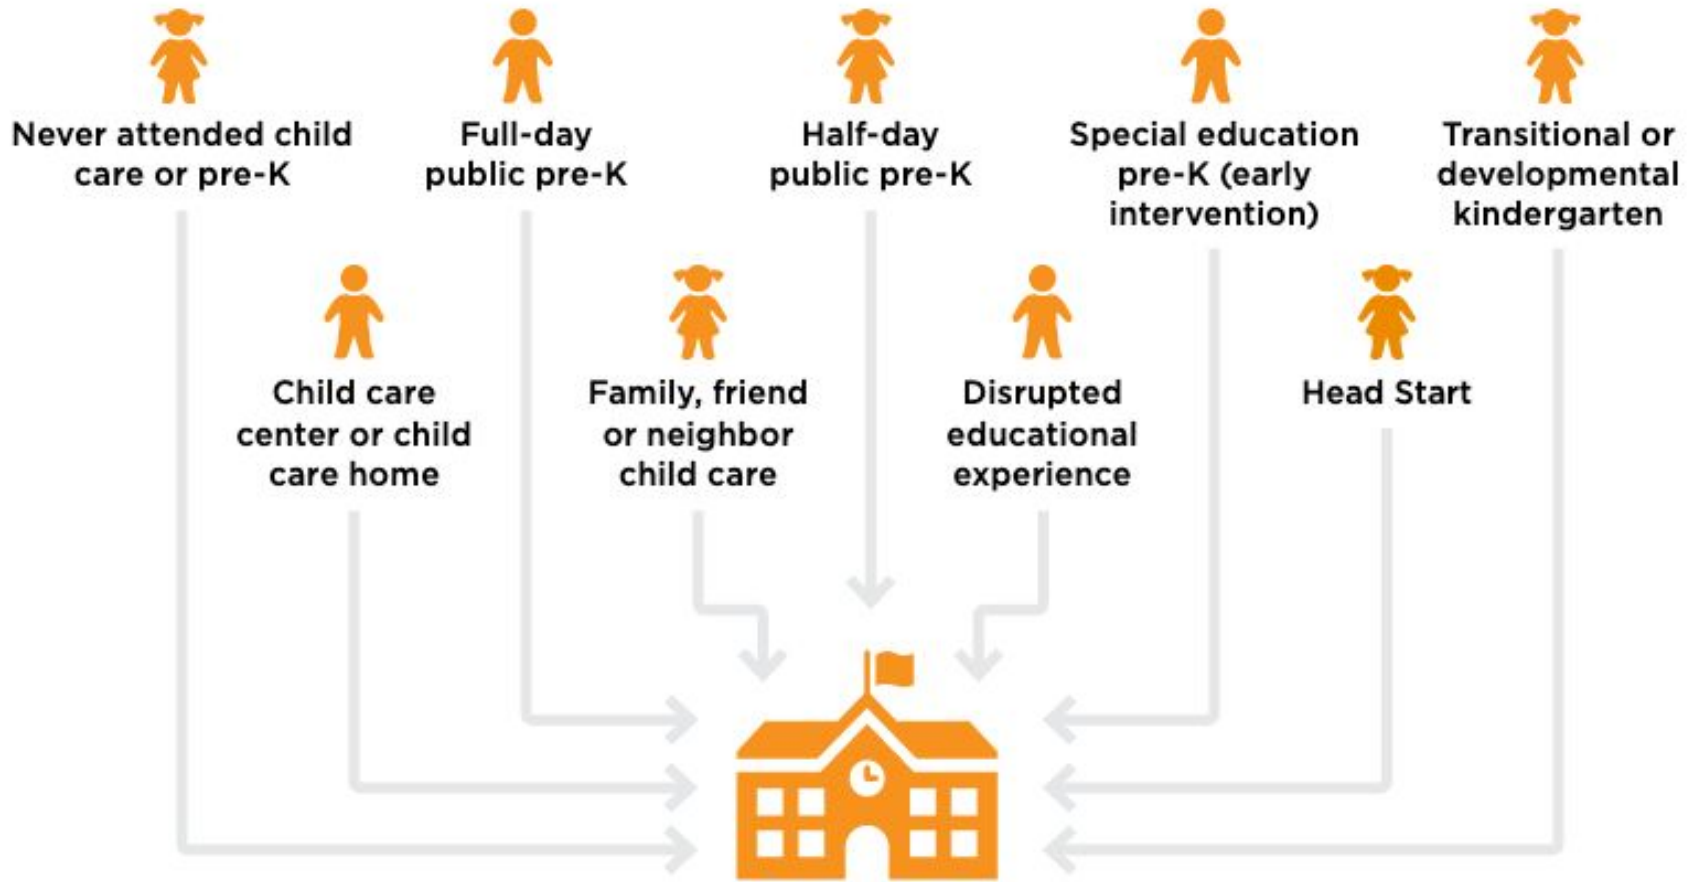 Never attended child
care or pre-K
Full-day
public pre-K
Half-day
public pre-K
Special education
pre-K (early
intervention)
Transitional or
developmental
kindergarten
Child care
center or child
care home
Family, friend
or neighbor
child care
Disrupted
educational
experience
Head Start